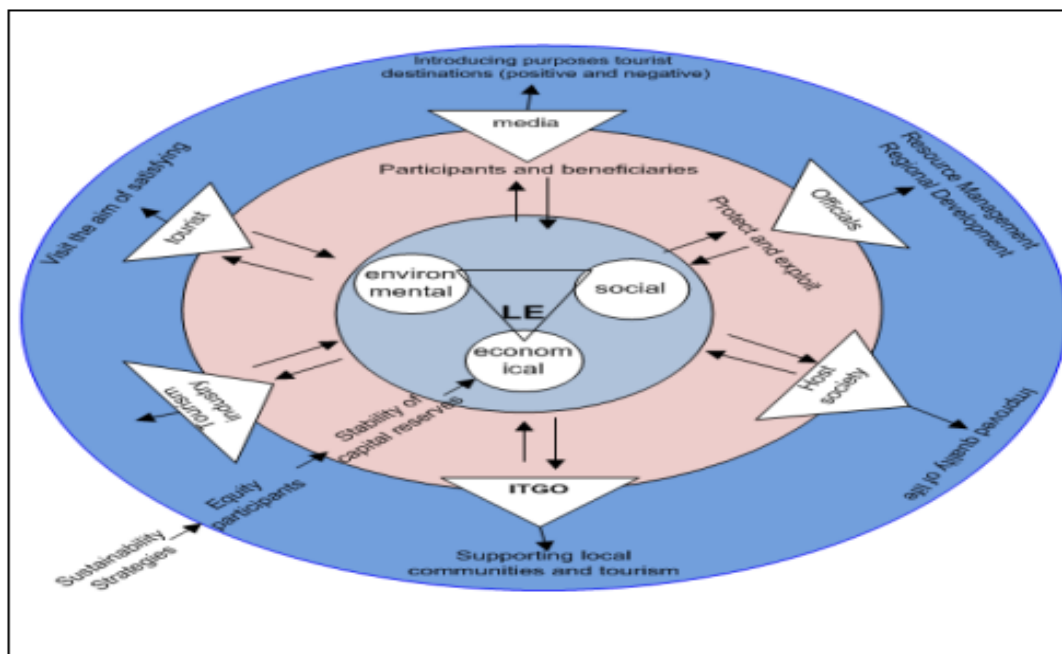 Introducing purposes tourist
destinations (positive and negative)
media
Participants and beneficiaries
Visit the aim of satisfying
tourist
Officials
Resource Management
Regional Development
Protect and exploit
environ
mental
social
LE
econom
ical
Tourism
industry
Host
society
Improved quality of life
Stability of
capital reserves
Equity
participants
Sustainability
Strategies
ITGO
Supporting local
communities and tourism